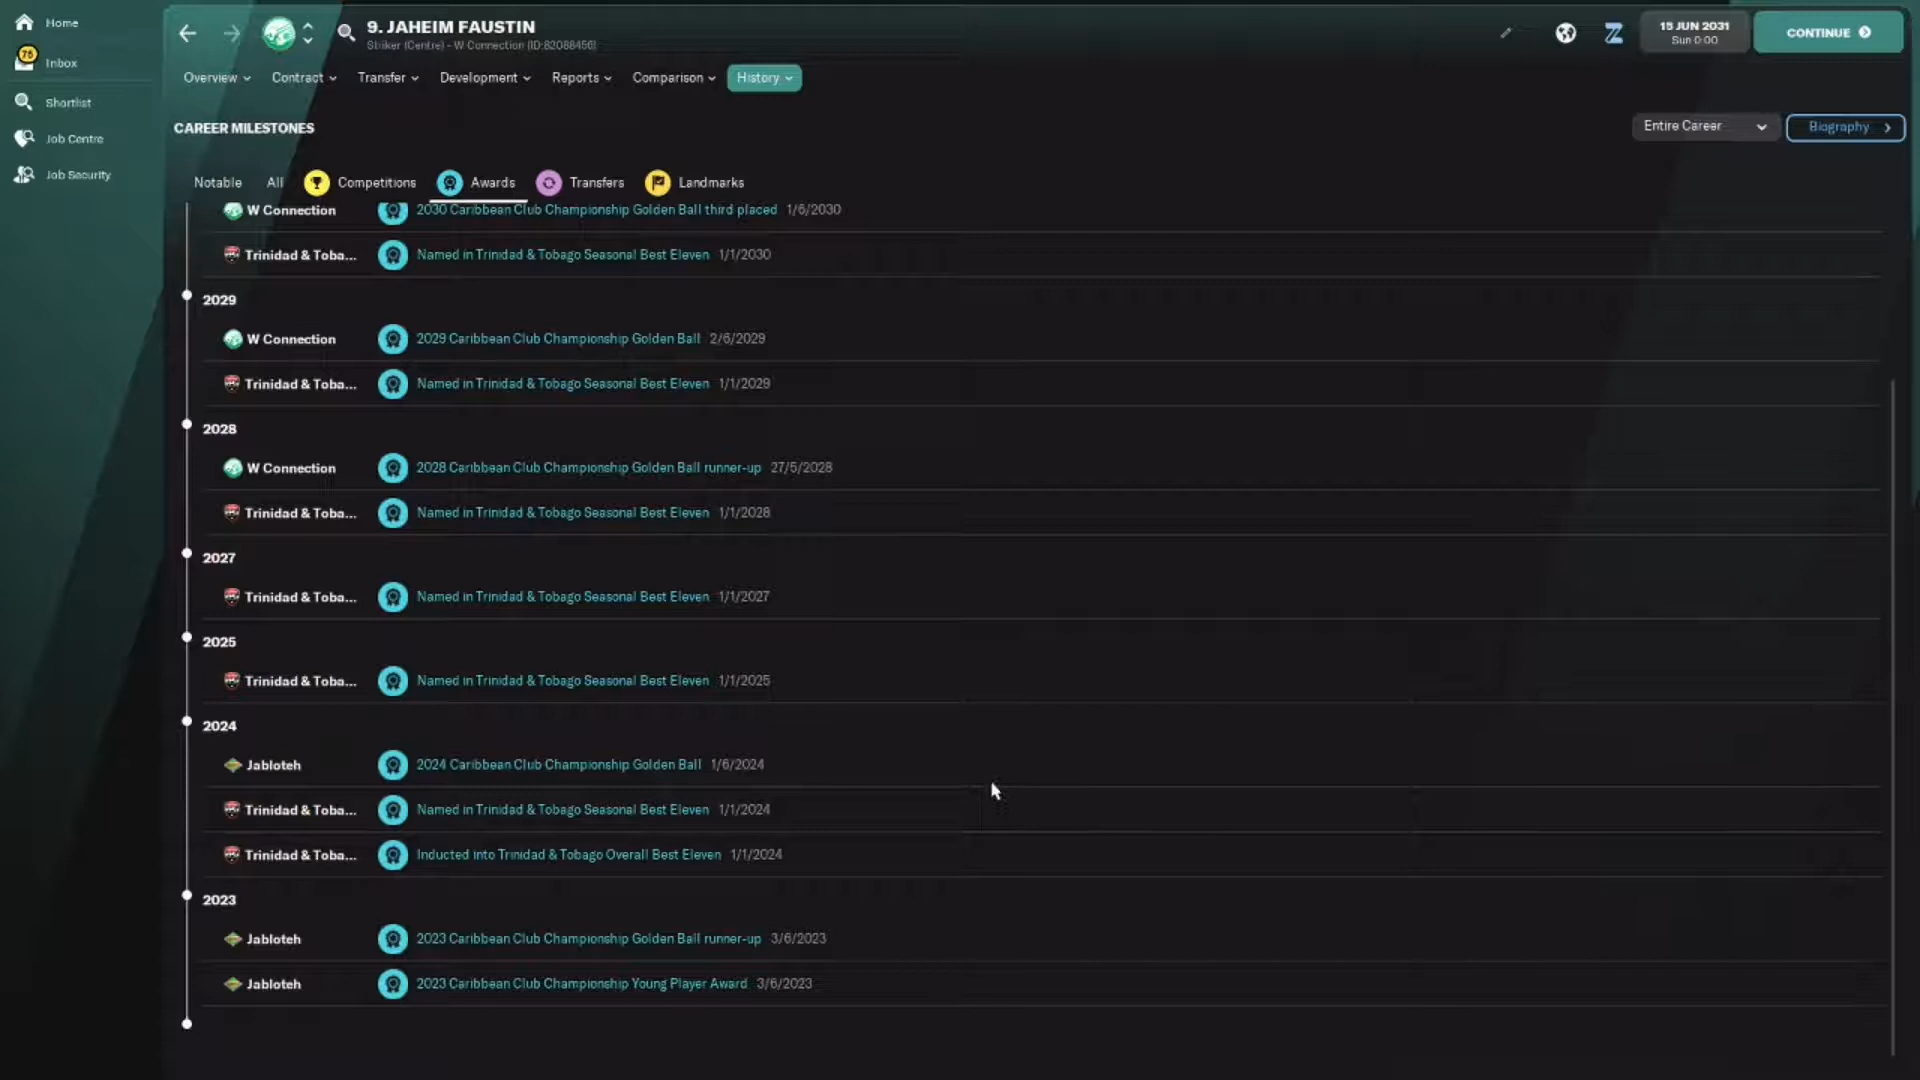 Home
75
Inbox
Shortlist
Job Centre
Job Security
9. JAHEIM FAUSTIN
Striker (Centre) - W Connection (ID:82088456)
15 JUN 2031
Sun 0:00
CONTINUE
Overview
Contract
Transfer
Development
Reports
Comparison
History
CAREER MILESTONES
Entire Career
Biography
Notable
All
Competitions
Awards
Transfers
Landmarks
W Connection 2030 Caribbean Club Championship Golden Ball third placed 1/6/2030
Trinidad & Toba... Named in Trinidad & Tobago Seasonal Best Eleven 1/1/2030
2029
W Connection 2029 Caribbean Club Championship Golden Ball 2/6/2029
Trinidad & Toba... Named in Trinidad & Tobago Seasonal Best Eleven 1/1/2029
2028
W Connection 2028 Caribbean Club Championship Golden Ball runner-up 27/5/2028
Trinidad & Toba... Named in Trinidad & Tobago Seasonal Best Eleven 1/1/2028
2027
Trinidad & Toba... Named in Trinidad & Tobago Seasonal Best Eleven 1/1/2027
2025
Trinidad & Toba... Named in Trinidad & Tobago Seasonal Best Eleven 1/1/2025
2024
Jabloteh 2024 Caribbean Club Championship Golden Ball 1/6/2024
Trinidad & Toba... Named in Trinidad & Tobago Seasonal Best Eleven 1/1/2024
Trinidad & Toba... Inducted into Trinidad & Tobago Overall Best Eleven 1/1/2024
2023
Jabloteh 2023 Caribbean Club Championship Golden Ball runner-up 3/6/2023
Jabloteh 2023 Caribbean Club Championship Young Player Award 3/6/2023